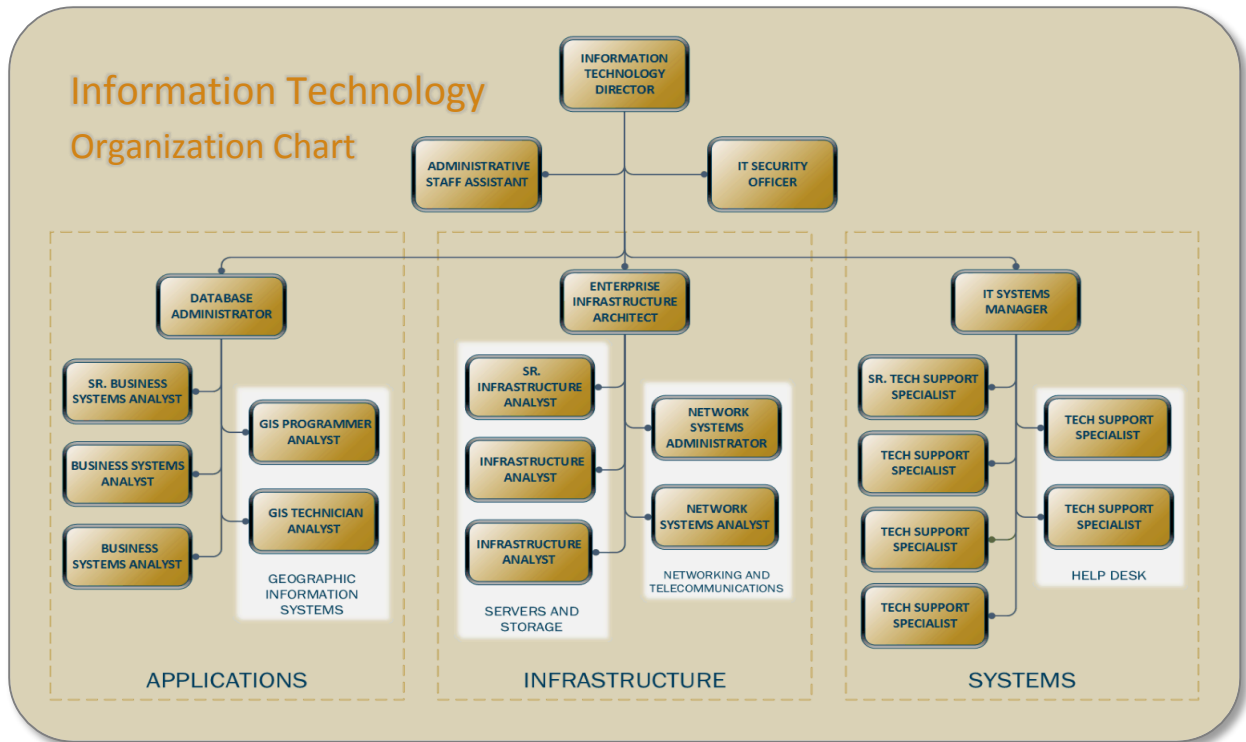 Information Technology
Organization Chart
INFORMATION
TECHNOLOGY
DIRECTOR
ADMINISTRATIVE
STAFF ASSISTANT
IT SECURITY
OFFICER
DATABASE
ADMINISTRATOR
SR. BUSINESS
SYSTEMS ANALYST
BUSINESS SYSTEMS
ANALYST
BUSINESS
SYSTEMS ANALYST
GIS PROGRAMMER
ANALYST
GIS TECHNICIAN
ANALYST
GEOGRAPHIC
INFORMATION
SYSTEMS
APPLICATIONS
ENTERPRISE
INFRASTRUCTURE
ARCHITECT
SR.
INFRASTRUCTURE
ANALYST
INFRASTRUCTURE
ANALYST
INFRASTRUCTURE
ANALYST
SERVERS AND
STORAGE
NETWORK
SYSTEMS
ADMINISTRATOR
NETWORK
SYSTEMS ANALYST
NETWORKING AND
TELECOMMUNICATIONS
INFRASTRUCTURE
IT SYSTEMS
MANAGER
SR. TECH SUPPORT
SPECIALIST
TECH SUPPORT
SPECIALIST
TECH SUPPORT
SPECIALIST
TECH SUPPORT
SPECIALIST
TECH SUPPORT
SPECIALIST
TECH SUPPORT
SPECIALIST
HELP DESK
SYSTEMS